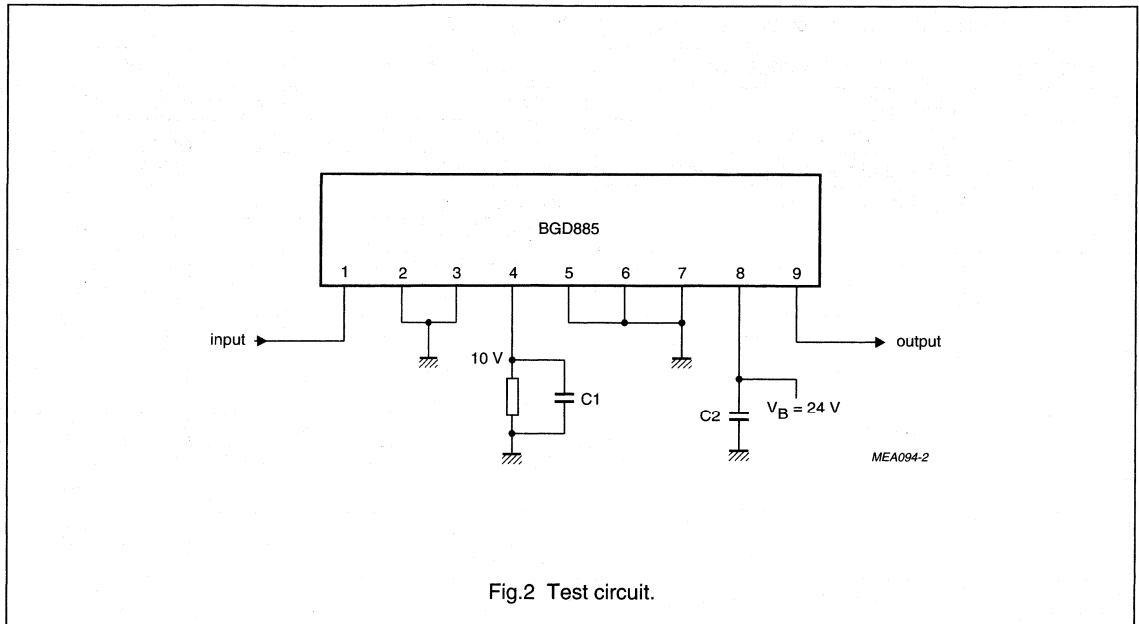 BGD885
1 2 3 4 5 6 7 8 9
input
output
10 V
C1
C2
V_B = 24 V
MEA094-2
Fig.2 Test circuit.